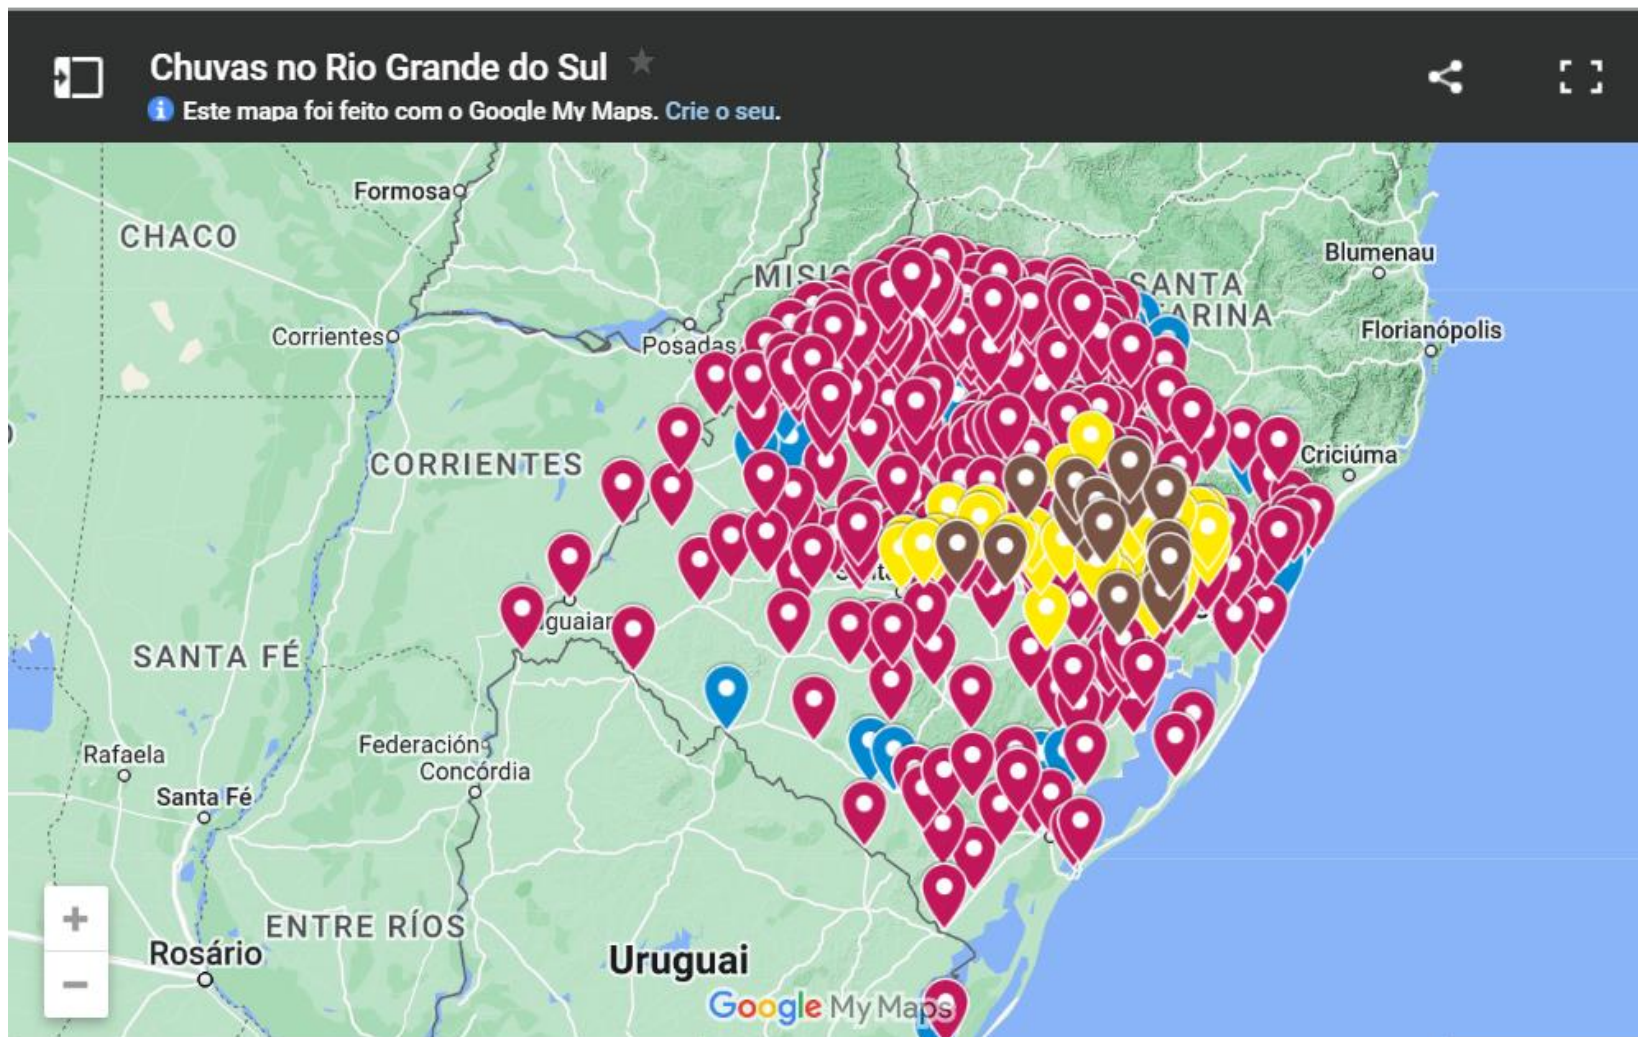 Chuvas no Rio Grande do Sul
Este mapa foi feito com o Google My Maps. Crie o seu.
Formosa
CHACO
Blumenau
SANTA
Corrientes
Posadas
Florianópolis
CORRIENTES
Criciúma
SANTA FÉ
Rafaela
Federación
Concórdia
Santa Fé
ENTRE RÍOS
Rosário
Uruguai
Google My Maps